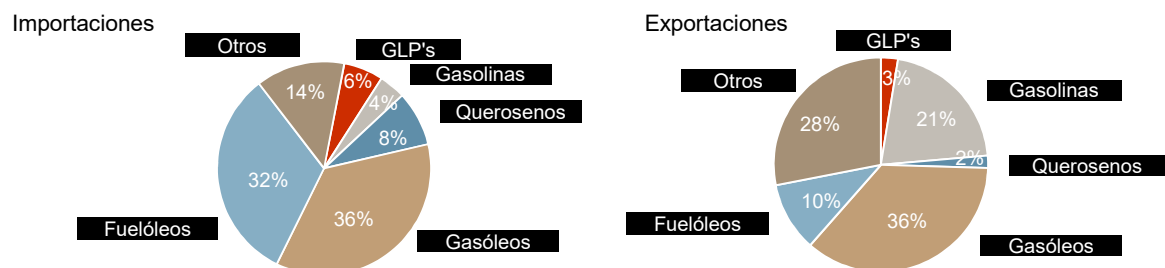 Importaciones
Otros
GLP's
Gasolinas
Querosenos
Gasóleos
Fuelóleos
14%
6%
4%
8%
36%
32%
Exportaciones
GLP's
Otros
Gasolinas
Querosenos
Gasóleos
Fuelóleos
3%
21%
2%
36%
10%
28%